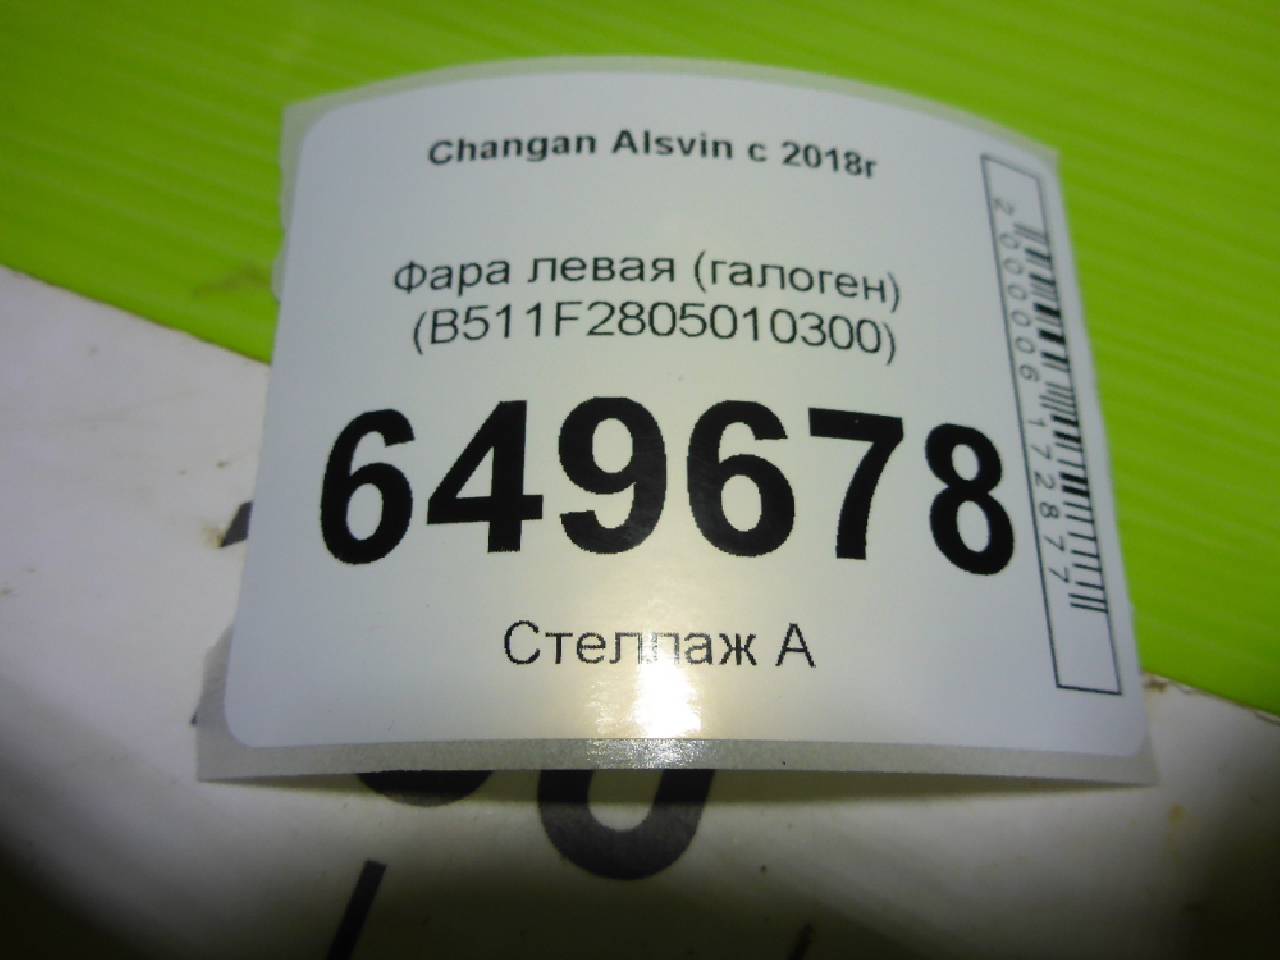 Changan Alsvin с 2018г
Фара левая (галоген)
(B511F2805010300)
649678
Стеллаж А
2000006172877